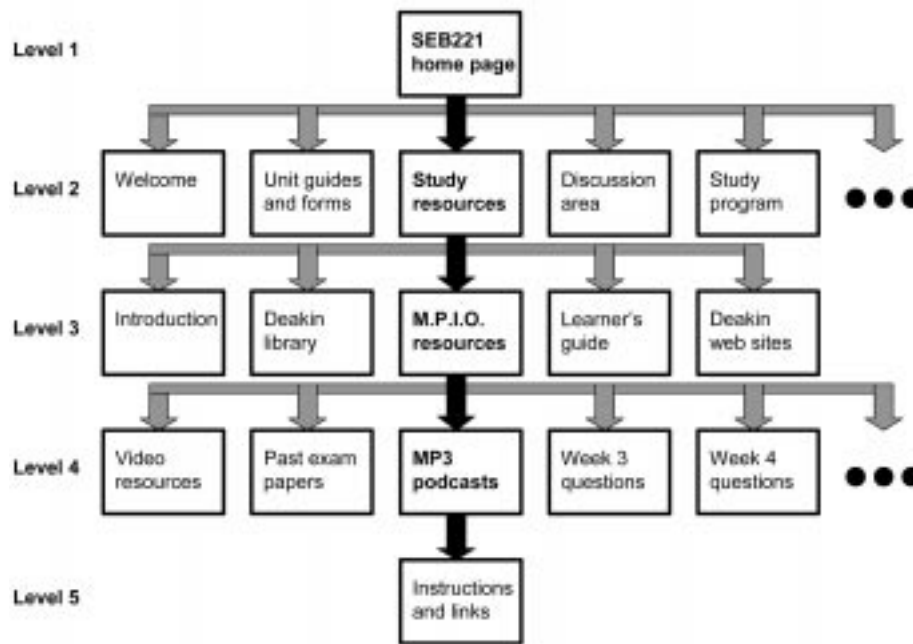 Level 1
SEB221
home page
Level 2
Welcome
Unit guides
and forms
Study
resources
Discussion
area
Study
program
Level 3
Introduction
Deakin
library
M.P.I.O.
resources
Learner's
guide
Deakin
web sites
Level 4
Video
resources
Past exam
papers
MP3
podcasts
Week 3
questions
Week 4
questions
Level 5
Instructions
and links